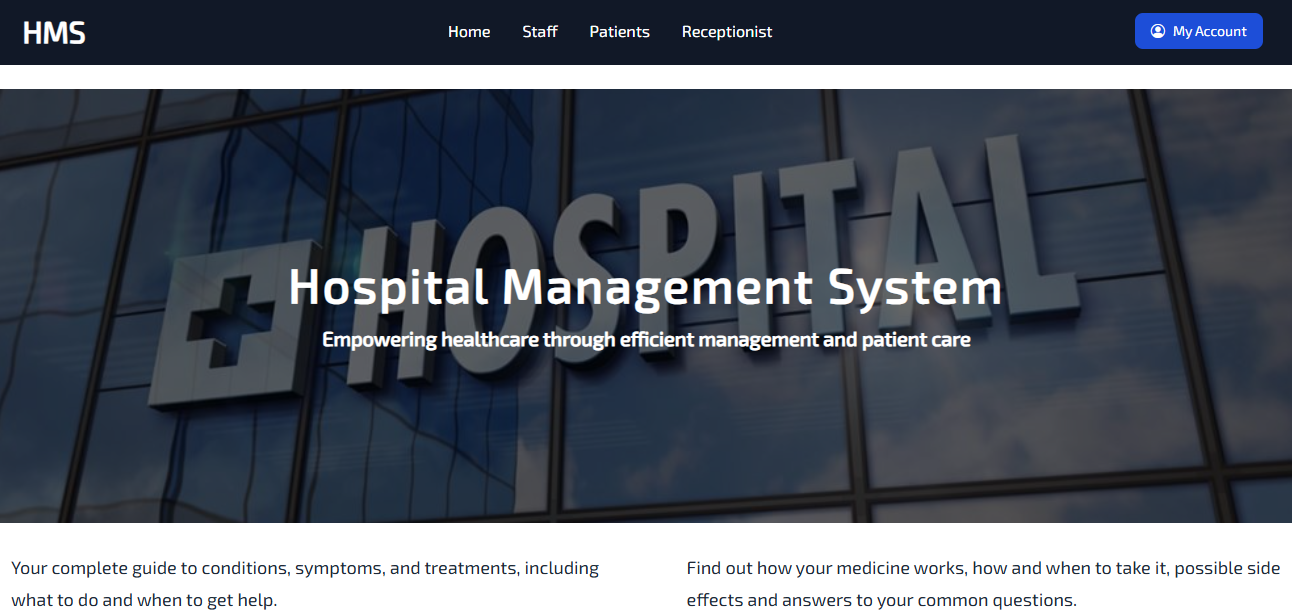 HMS
Home Staff Patients Receptionist
My Account
HOSPITAL
Hospital Management System
Empowering healthcare through efficient management and patient care
Your complete guide to conditions, symptoms, and treatments, including
what to do and when to get help.
Find out how your medicine works, how and when to take it, possible side
effects and answers to your common questions.